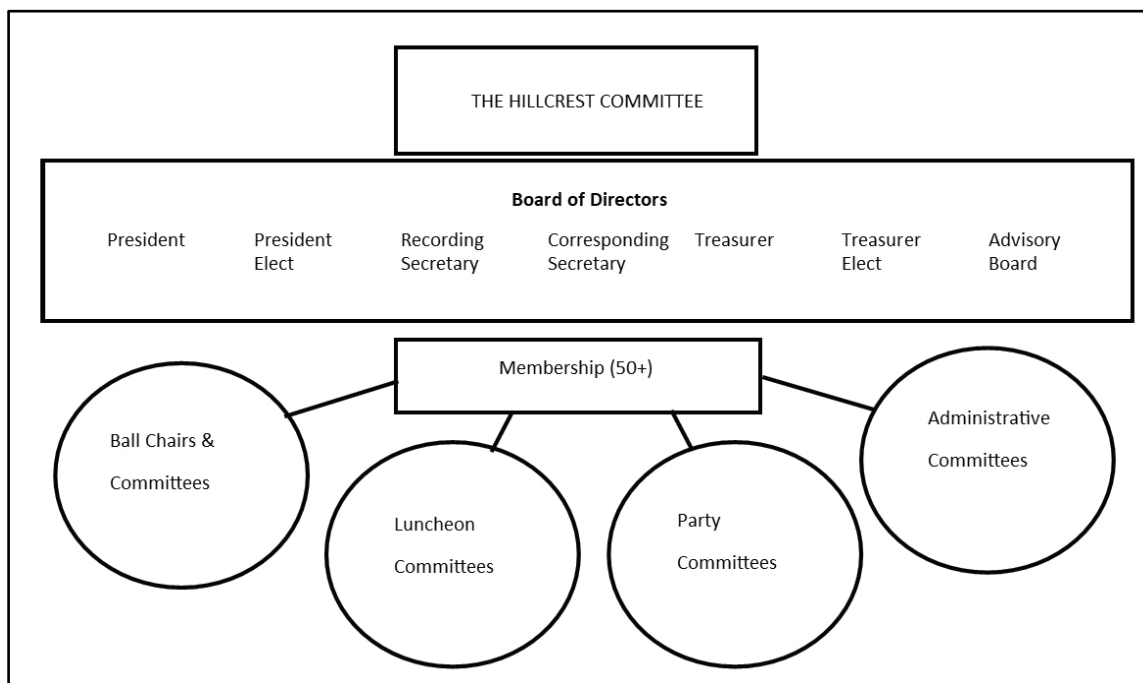 THE HILLCREST COMMITTEE
Board of Directors
President
President
Elect
Recording
Secretary
Corresponding
Secretary
Treasurer
Treasurer
Elect
Advisory
Board
Membership (50+)
Ball Chairs &
Committees
Luncheon
Committees
Party
Committees
Administrative
Committees